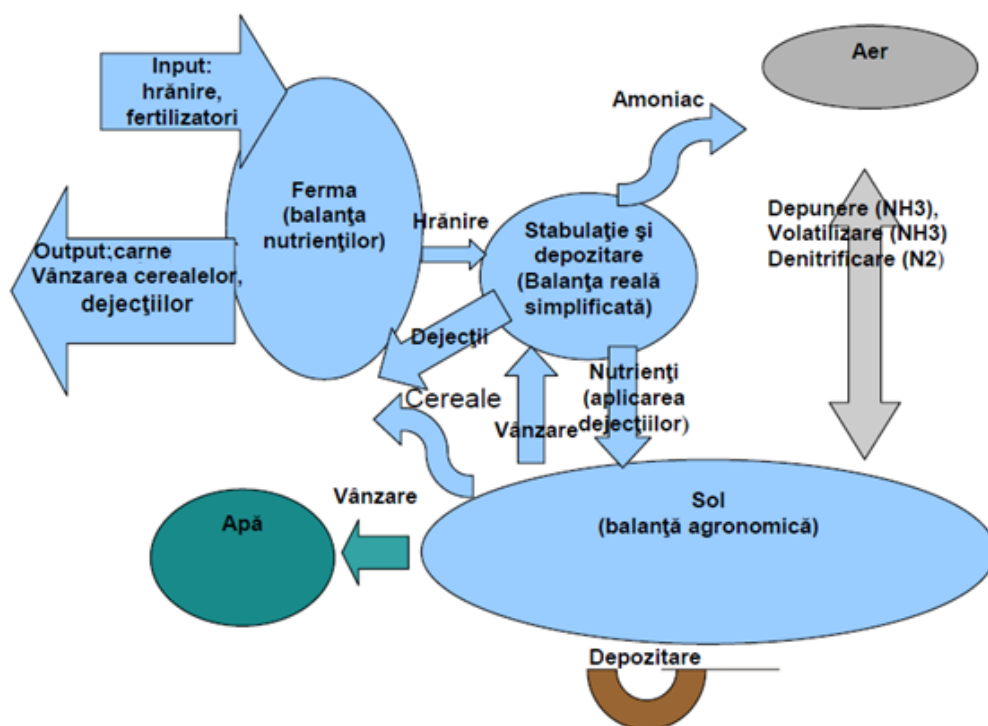 Input:
hrănire,
fertilizatori
Aer
Amoniac
Ferma
(balanţa
nutrienţilor)
Hrănire
Stabulaţie şi
depozitare
(Balanţa reală
simplificată)
Depunere (NH3),
Volatilizare (NH3)
Denitrificare (N2)
Output:carne
Vânzarea cerealelor,
dejecţiilor
Dejecţii
Cereale
Vânzare
Nutrienţi
(aplicarea
dejecţiilor)
Vânzare
Apă
Sol
(balanţă agronomică)
Depozitare